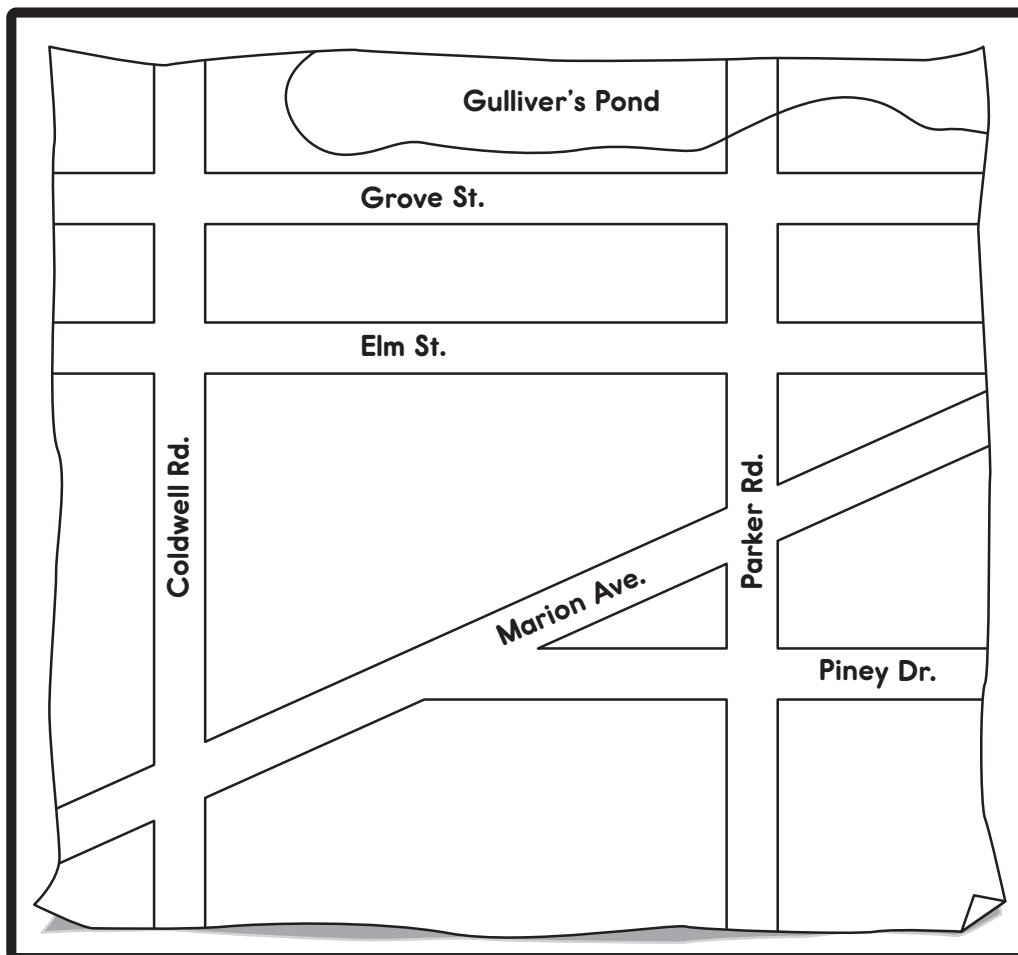 Gulliver's Pond
Grove St.
Elm St.
Coldwell Rd.
Parker Rd.
Marion Ave.
Piney Dr.